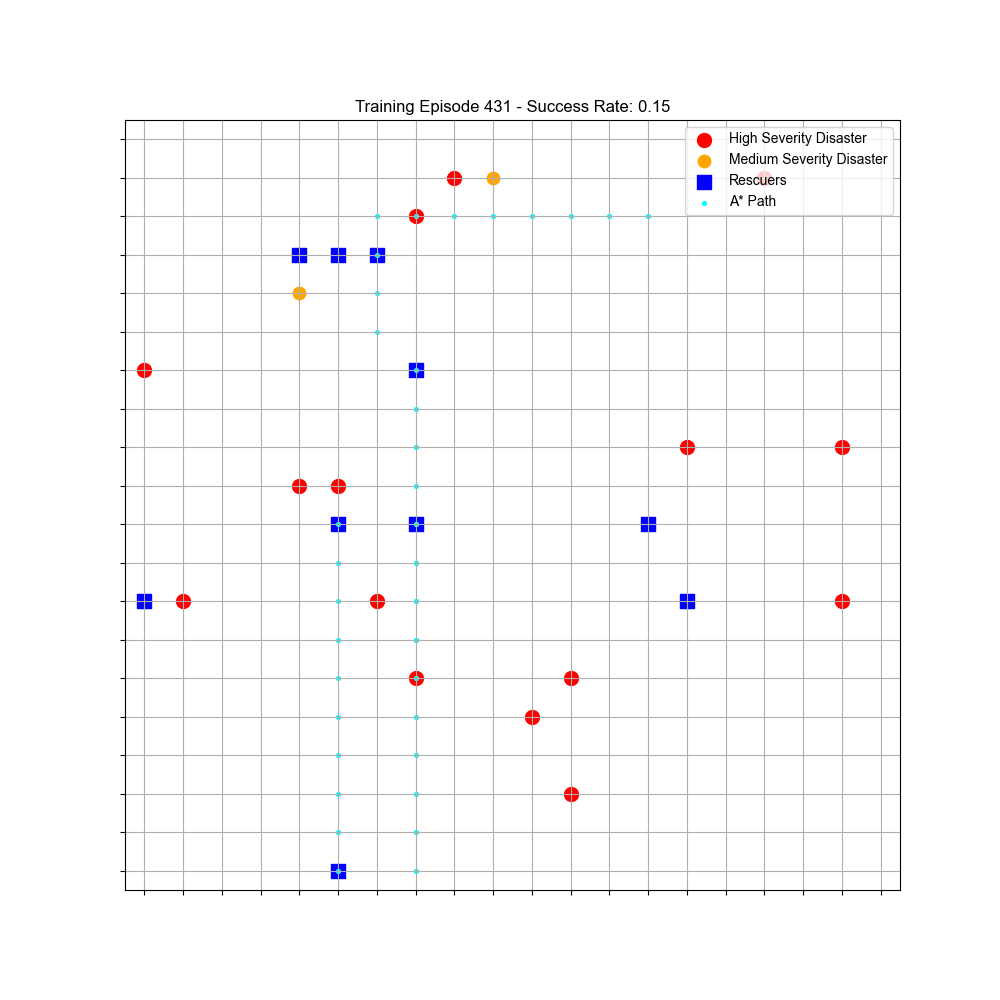 Training Episode 431 - Success Rate: 0.15
High Severity Disaster
Medium Severity Disaster
Rescuers
A* Path